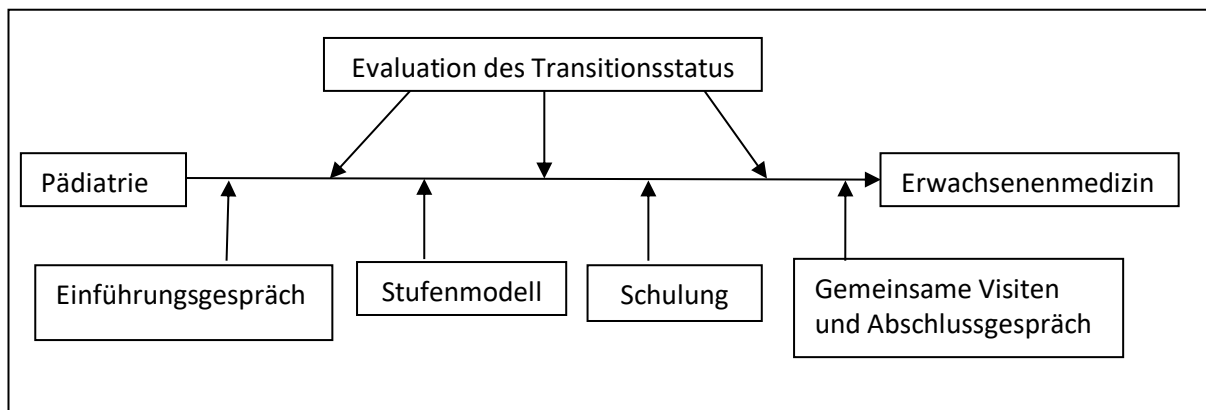 Evaluation des Transitionsstatus
Pädiatrie
Erwachsenenmedizin
Einführungsgespräch
Stufenmodell
Schulung
Gemeinsame Visiten
und Abschlussgespräch